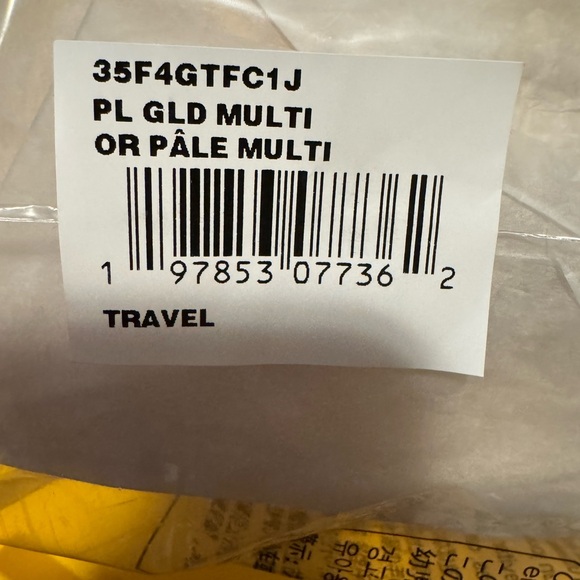 35F4GTFC1J
PL GLD MULTI
OR PÂLE MULTI
1 97853 07736 2
TRAVEL